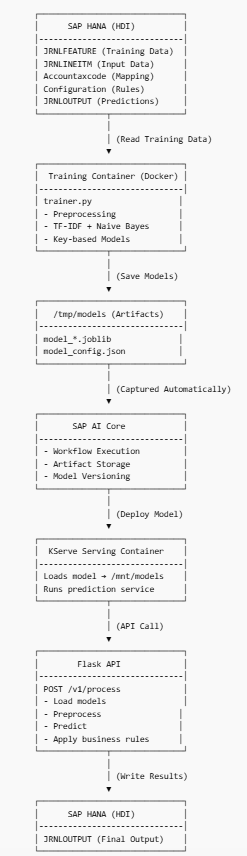 SAP HANA (HDI)
JRNLFEATURE (Training Data)
JRNLINEITM (Input Data)
Accountaxcode (Mapping)
Configuration (Rules)
JRNLOUTPUT (Predictions)
(Read Training Data)
Training Container (Docker)
trainer.py
- Preprocessing
- TF-IDF + Naive Bayes
- Key-based Models
(Save Models)
/tmp/models (Artifacts)
model_*.joblib
model_config.json
(Captured Automatically)
SAP AI Core
- Workflow Execution
- Artifact Storage
- Model Versioning
(Deploy Model)
KServe Serving Container
Loads model → /mnt/models
Runs prediction service
(API Call)
Flask API
POST /v1/process
- Load models
- Preprocess
- Predict
- Apply business rules
(Write Results)
SAP HANA (HDI)
JRNLOUTPUT (Final Output)